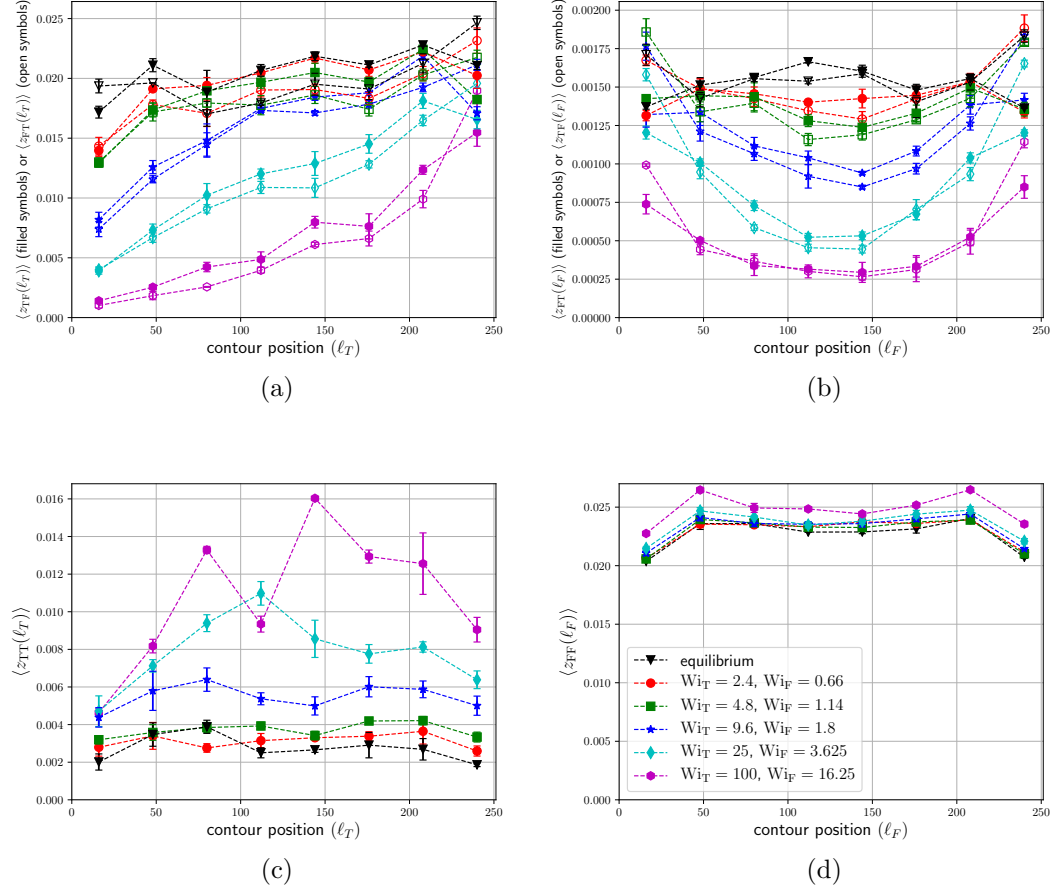 0.025
0.020
0.015
0.010
0.005
0.000
0 50 100 150 200 250
contour position (ℓ_T)
⟨z_TF(ℓ_T)⟩ (filled symbols) or ⟨z_FT(ℓ_T)⟩ (open symbols)
(a)
0.00200
0.00175
0.00150
0.00125
0.00100
0.00075
0.00050
0.00025
0.00000
0 50 100 150 200 250
contour position (ℓ_F)
⟨z_FT(ℓ_F)⟩ (filled symbols) or ⟨z_TF(ℓ_F)⟩ (open symbols)
(b)
0.016
0.014
0.012
0.010
0.008
0.006
0.004
0.002
0.000
0 50 100 150 200 250
contour position (ℓ_T)
⟨z_TT(ℓ_T)⟩
(c)
0.025
0.020
0.015
0.010
0.005
0.000
0 50 100 150 200 250
contour position (ℓ_F)
⟨z_FF(ℓ_F)⟩
equilibrium
Wi_T = 2.4, Wi_F = 0.66
Wi_T = 4.8, Wi_F = 1.14
Wi_T = 9.6, Wi_F = 1.8
Wi_T = 25, Wi_F = 3.625
Wi_T = 100, Wi_F = 16.25
(d)